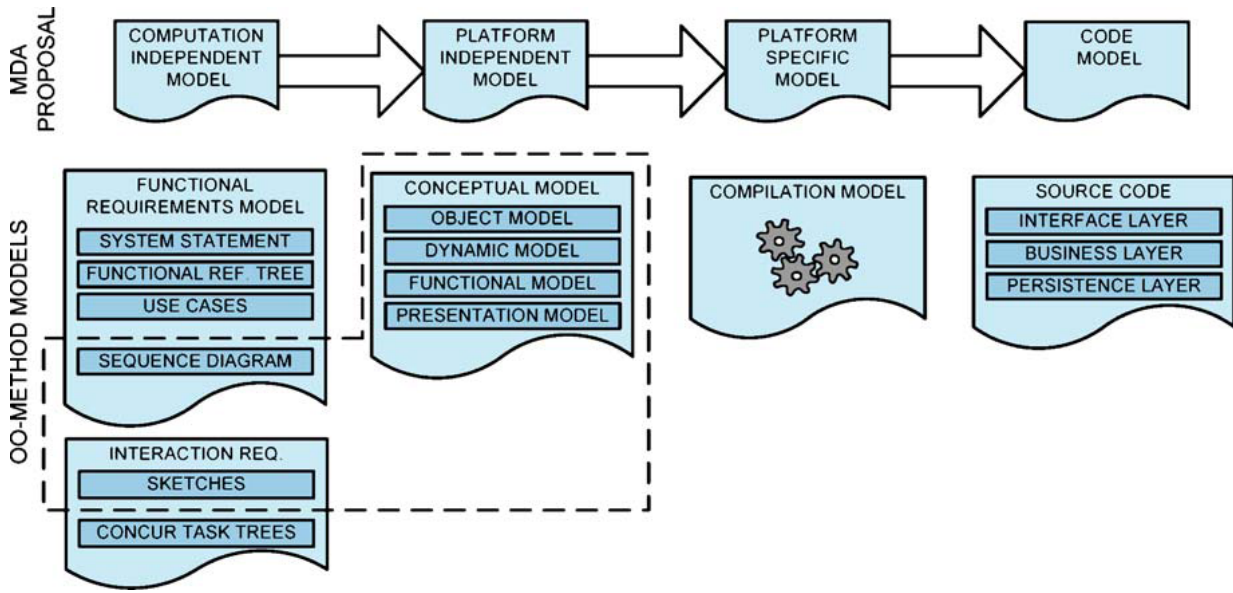 MDA
PROPOSAL
COMPUTATION
INDEPENDENT
MODEL
PLATFORM
INDEPENDENT
MODEL
PLATFORM
SPECIFIC
MODEL
CODE
MODEL
OO-METHOD MODELS
FUNCTIONAL
REQUIREMENTS MODEL
SYSTEM STATEMENT
FUNCTIONAL REF. TREE
USE CASES
SEQUENCE DIAGRAM
INTERACTION REQ.
SKETCHES
CONCUR TASK TREES
CONCEPTUAL MODEL
OBJECT MODEL
DYNAMIC MODEL
FUNCTIONAL MODEL
PRESENTATION MODEL
COMPILATION MODEL
SOURCE CODE
INTERFACE LAYER
BUSINESS LAYER
PERSISTENCE LAYER